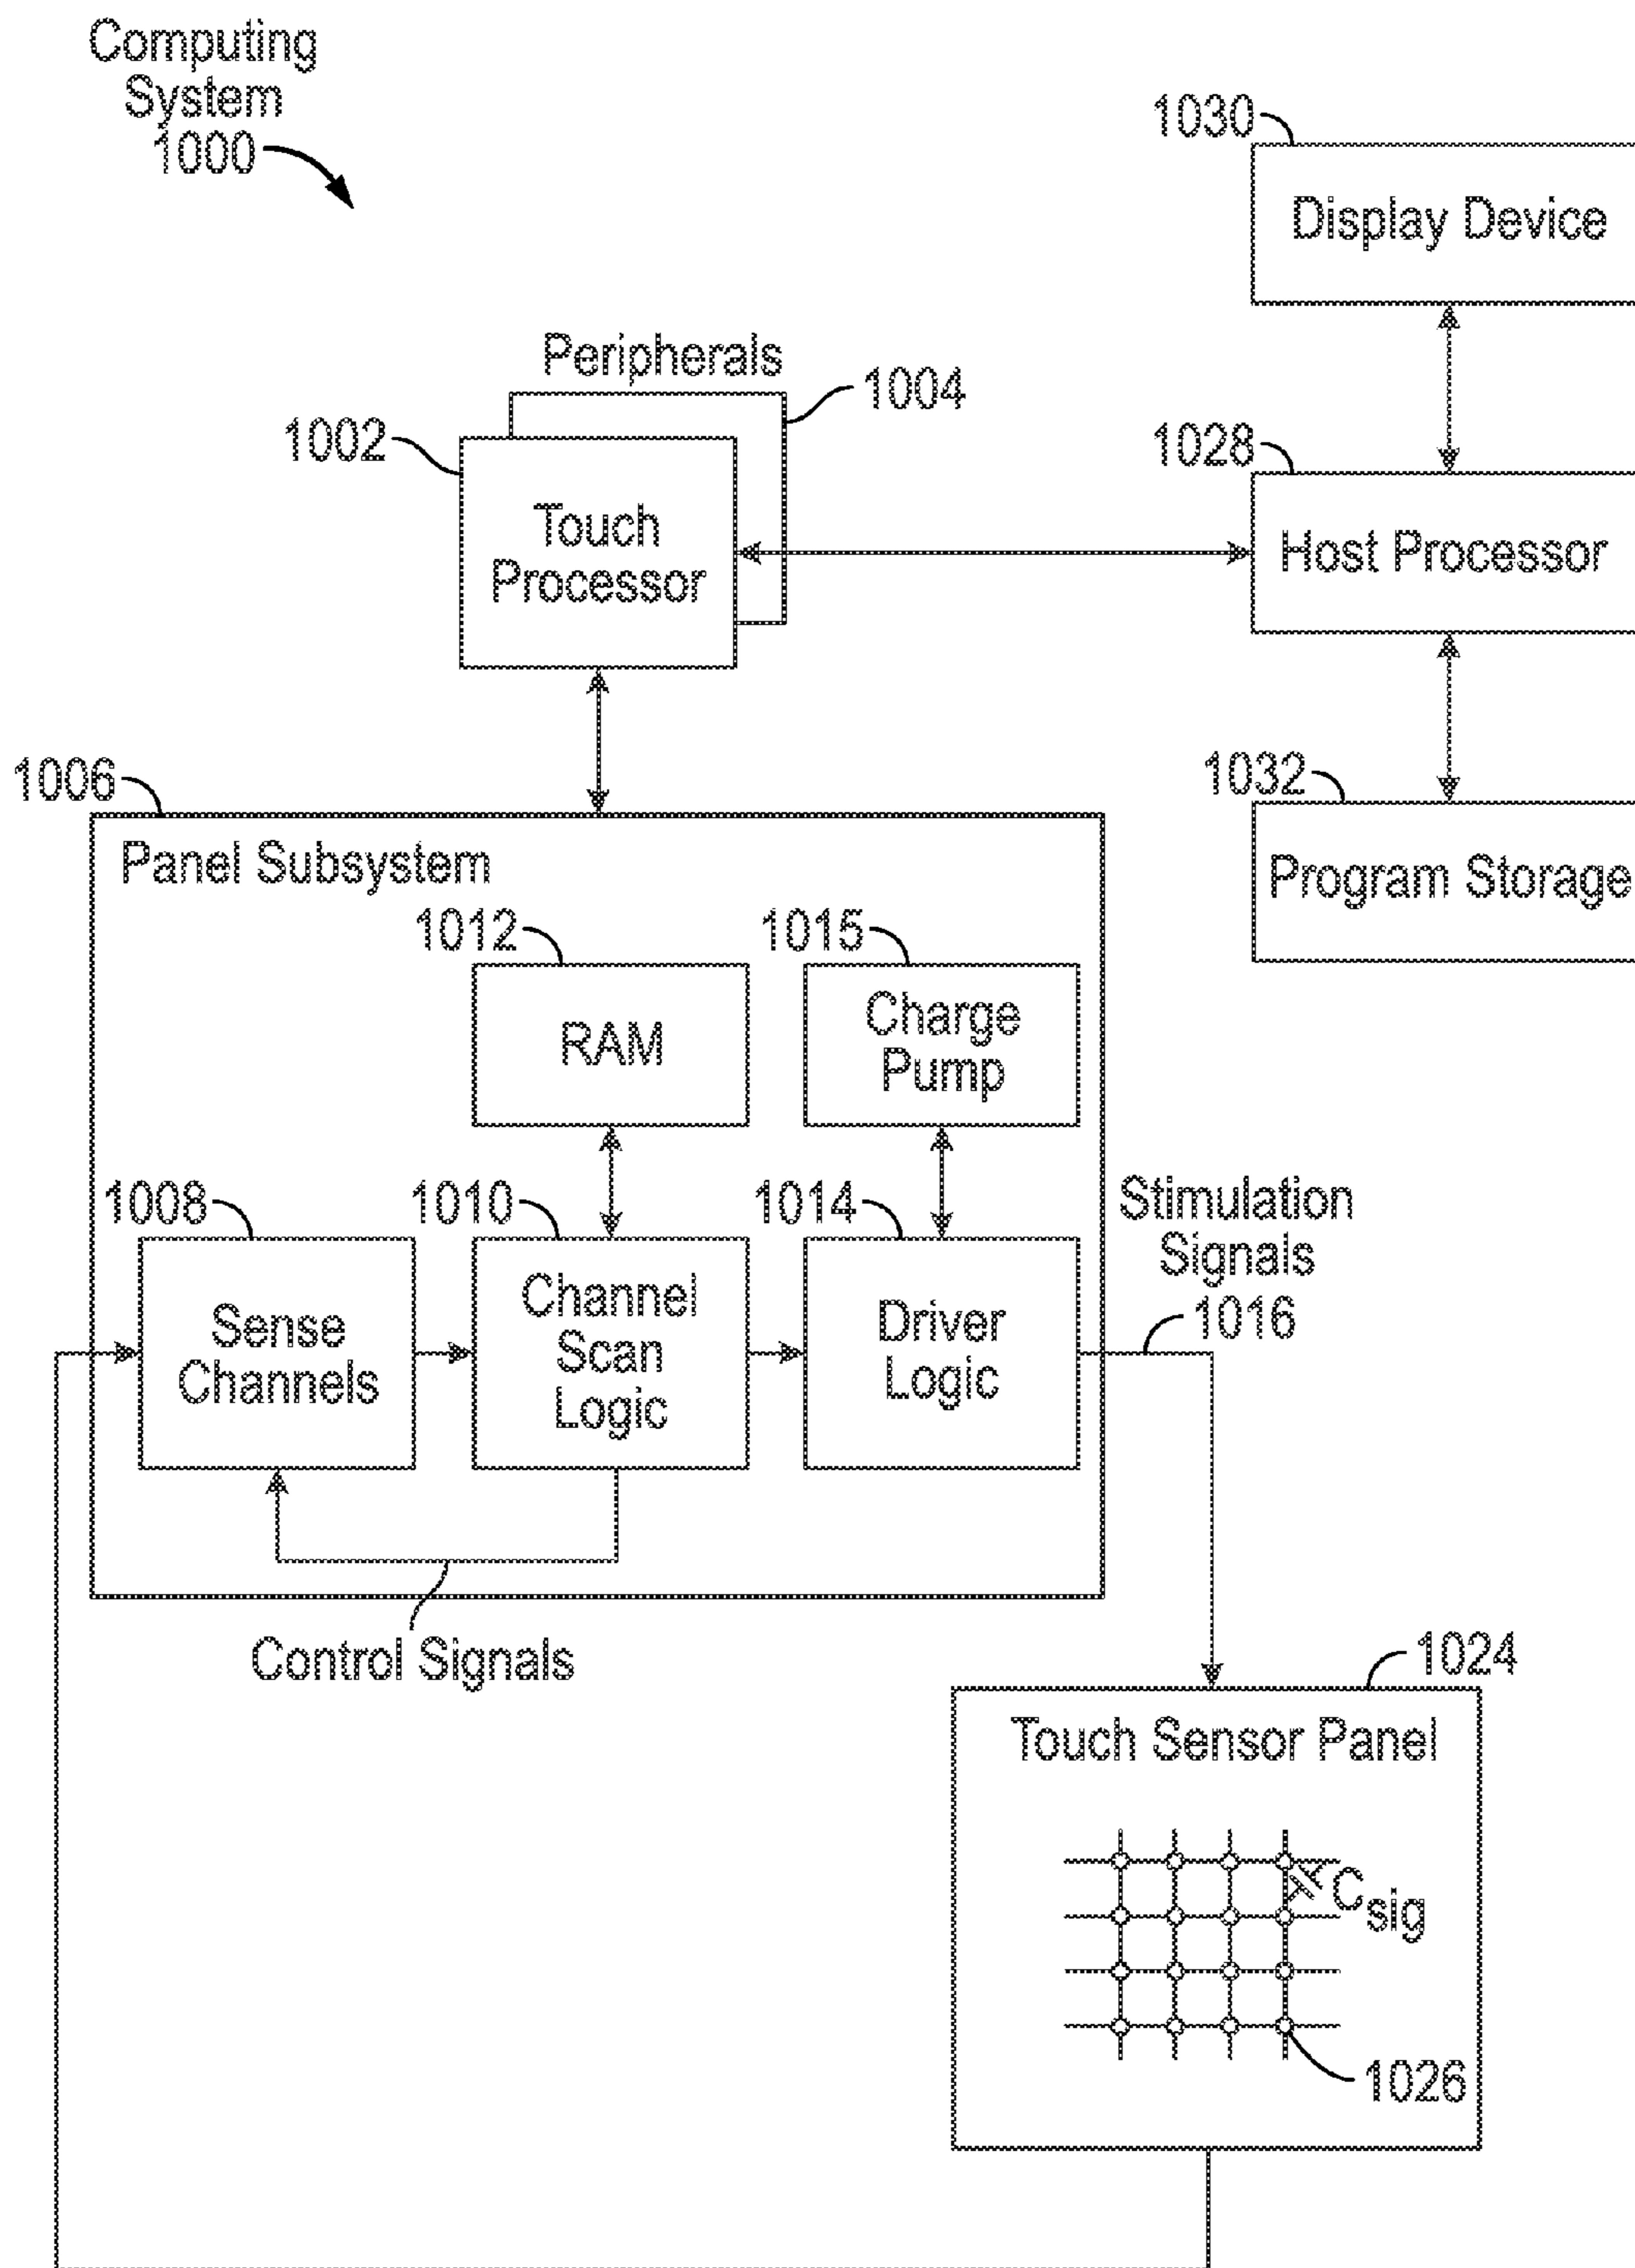 Computing
System
1000
1030
Display Device
Peripherals
1004
1002
Touch
Processor
1028
Host Processor
1006
1032
Program Storage
Panel Subsystem
1012
RAM
1015
Charge
Pump
1008
Sense
Channels
1010
Channel
Scan
Logic
1014
Driver
Logic
Stimulation
Signals
1016
Control Signals
1024
Touch Sensor Panel
Csig
1026